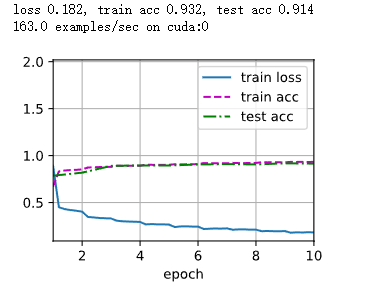 loss 0.182, train acc 0.932, test acc 0.914
163.0 examples/sec on cuda:0
2.0
1.5
1.0
0.5
train loss
train acc
test acc
2 4 6 8 10
epoch